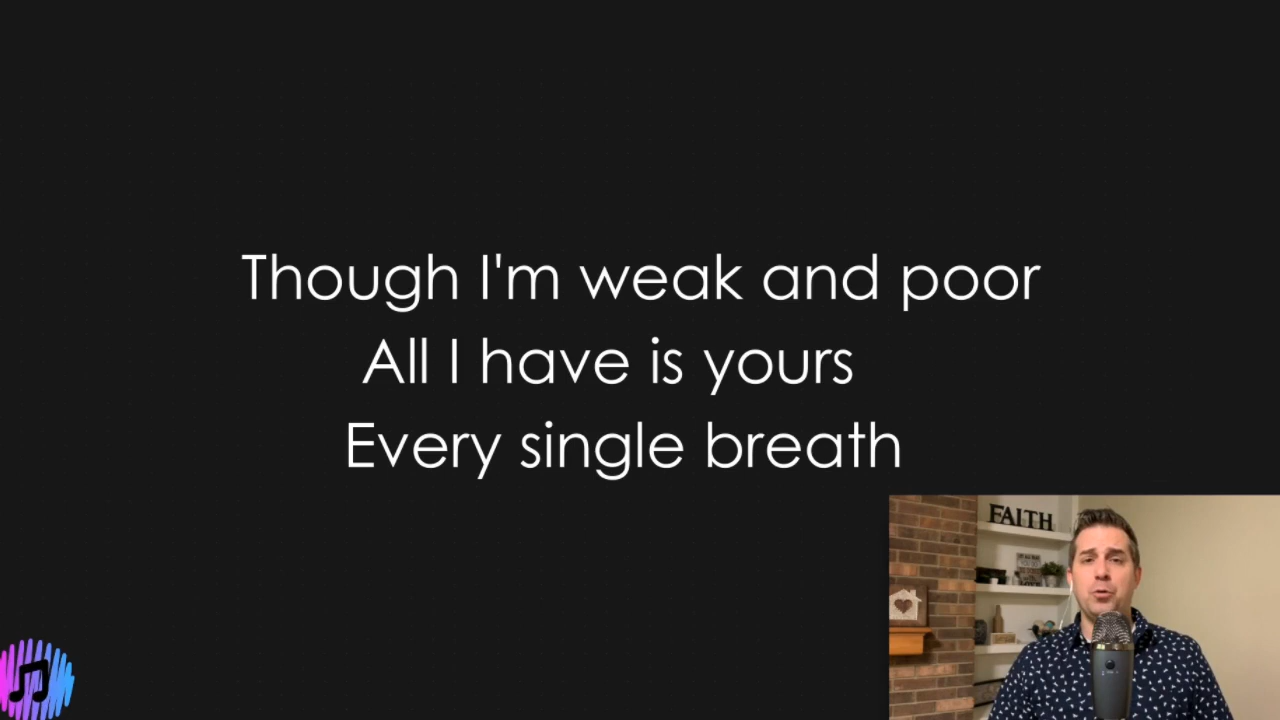 Though I'm weak and poor
All I have is yours
Every single breath
FAITH